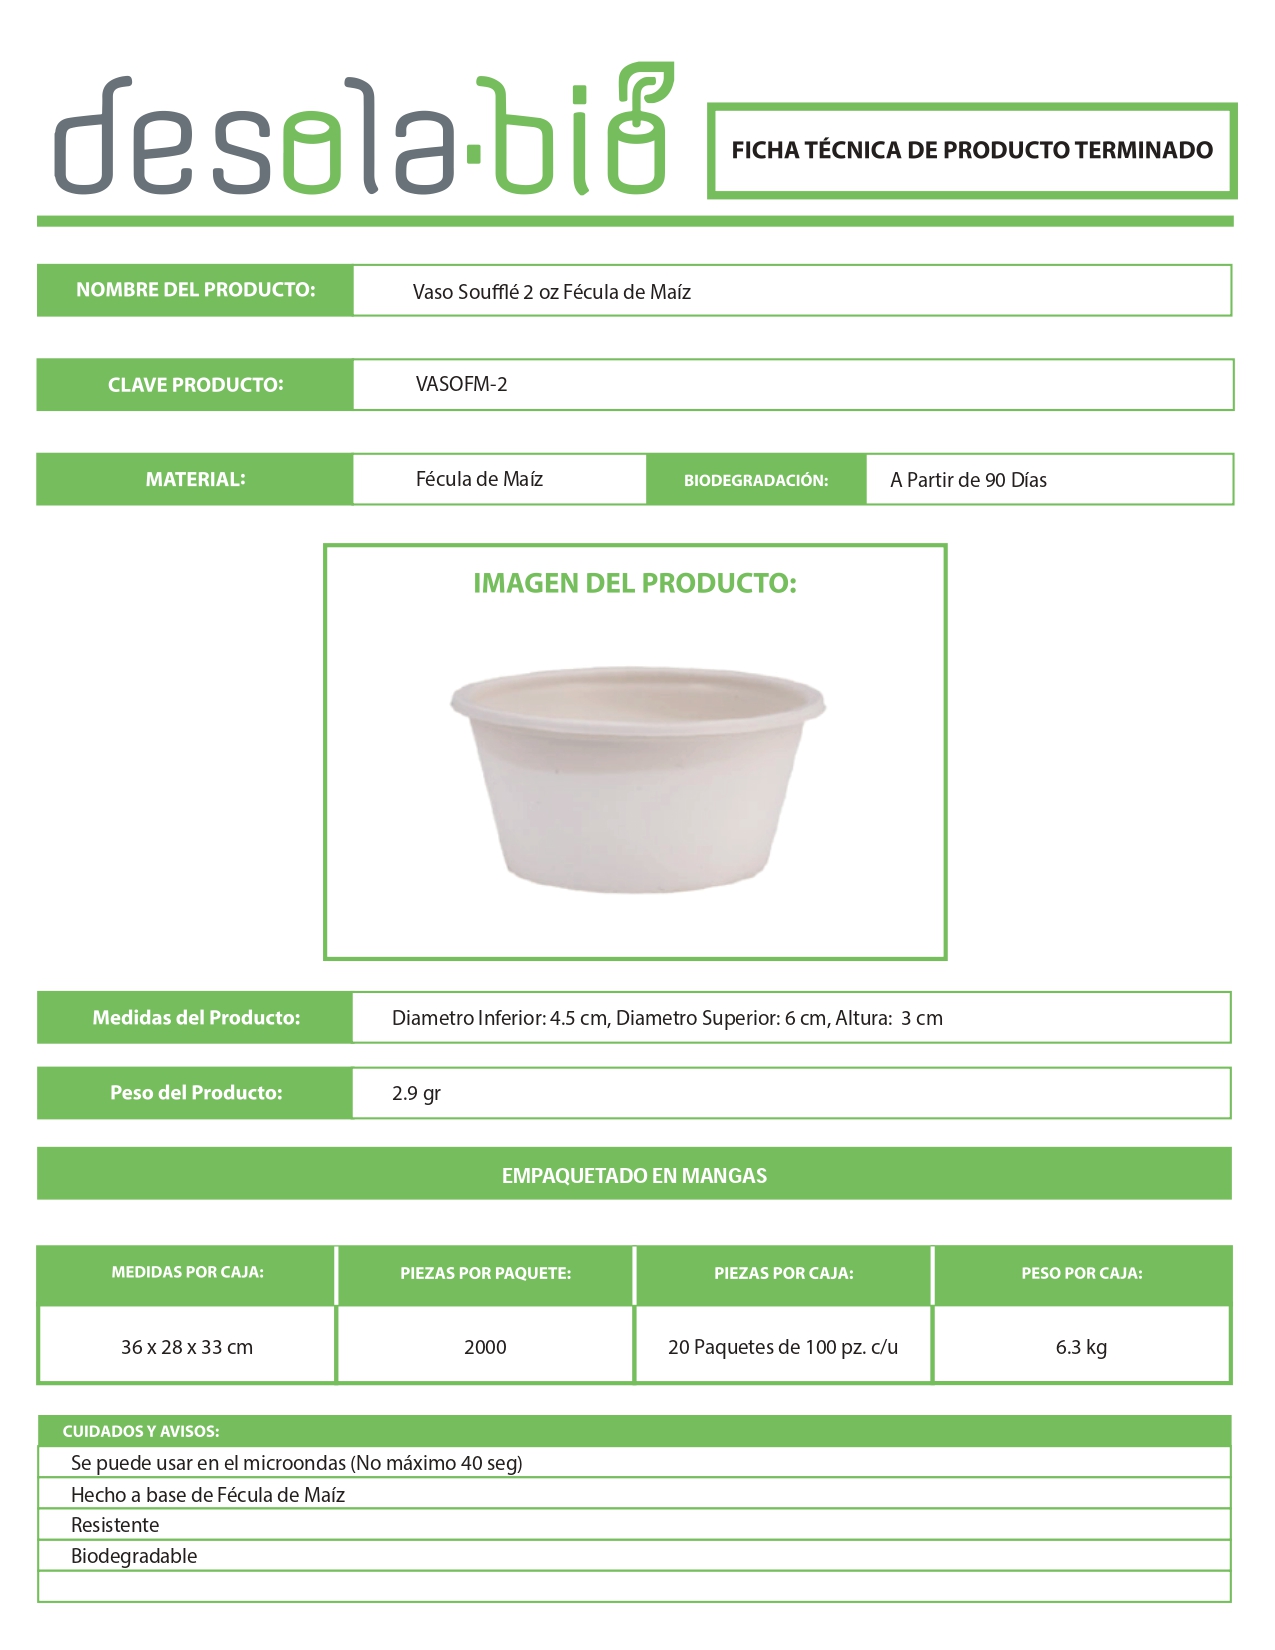 desola.bio
FICHA TÉCNICA DE PRODUCTO TERMINADO
NOMBRE DEL PRODUCTO: Vaso Soufflé 2 oz Fécula de Maíz
CLAVE PRODUCTO: VASOFM-2
MATERIAL: Fécula de Maíz BIODEGRADACIÓN: A Partir de 90 Días
IMAGEN DEL PRODUCTO:
Medidas del Producto: Diametro Inferior: 4.5 cm, Diametro Superior: 6 cm, Altura: 3 cm
Peso del Producto: 2.9 gr
EMPAQUETADO EN MANGAS
MEDIDAS POR CAJA: PIEZAS POR PAQUETE: PIEZAS POR CAJA: PESO POR CAJA:
36 x 28 x 33 cm 2000 20 Paquetes de 100 pz. c/u 6.3 kg
CUIDADOS Y AVISOS:
Se puede usar en el microondas (No máximo 40 seg)
Hecho a base de Fécula de Maíz
Resistente
Biodegradable